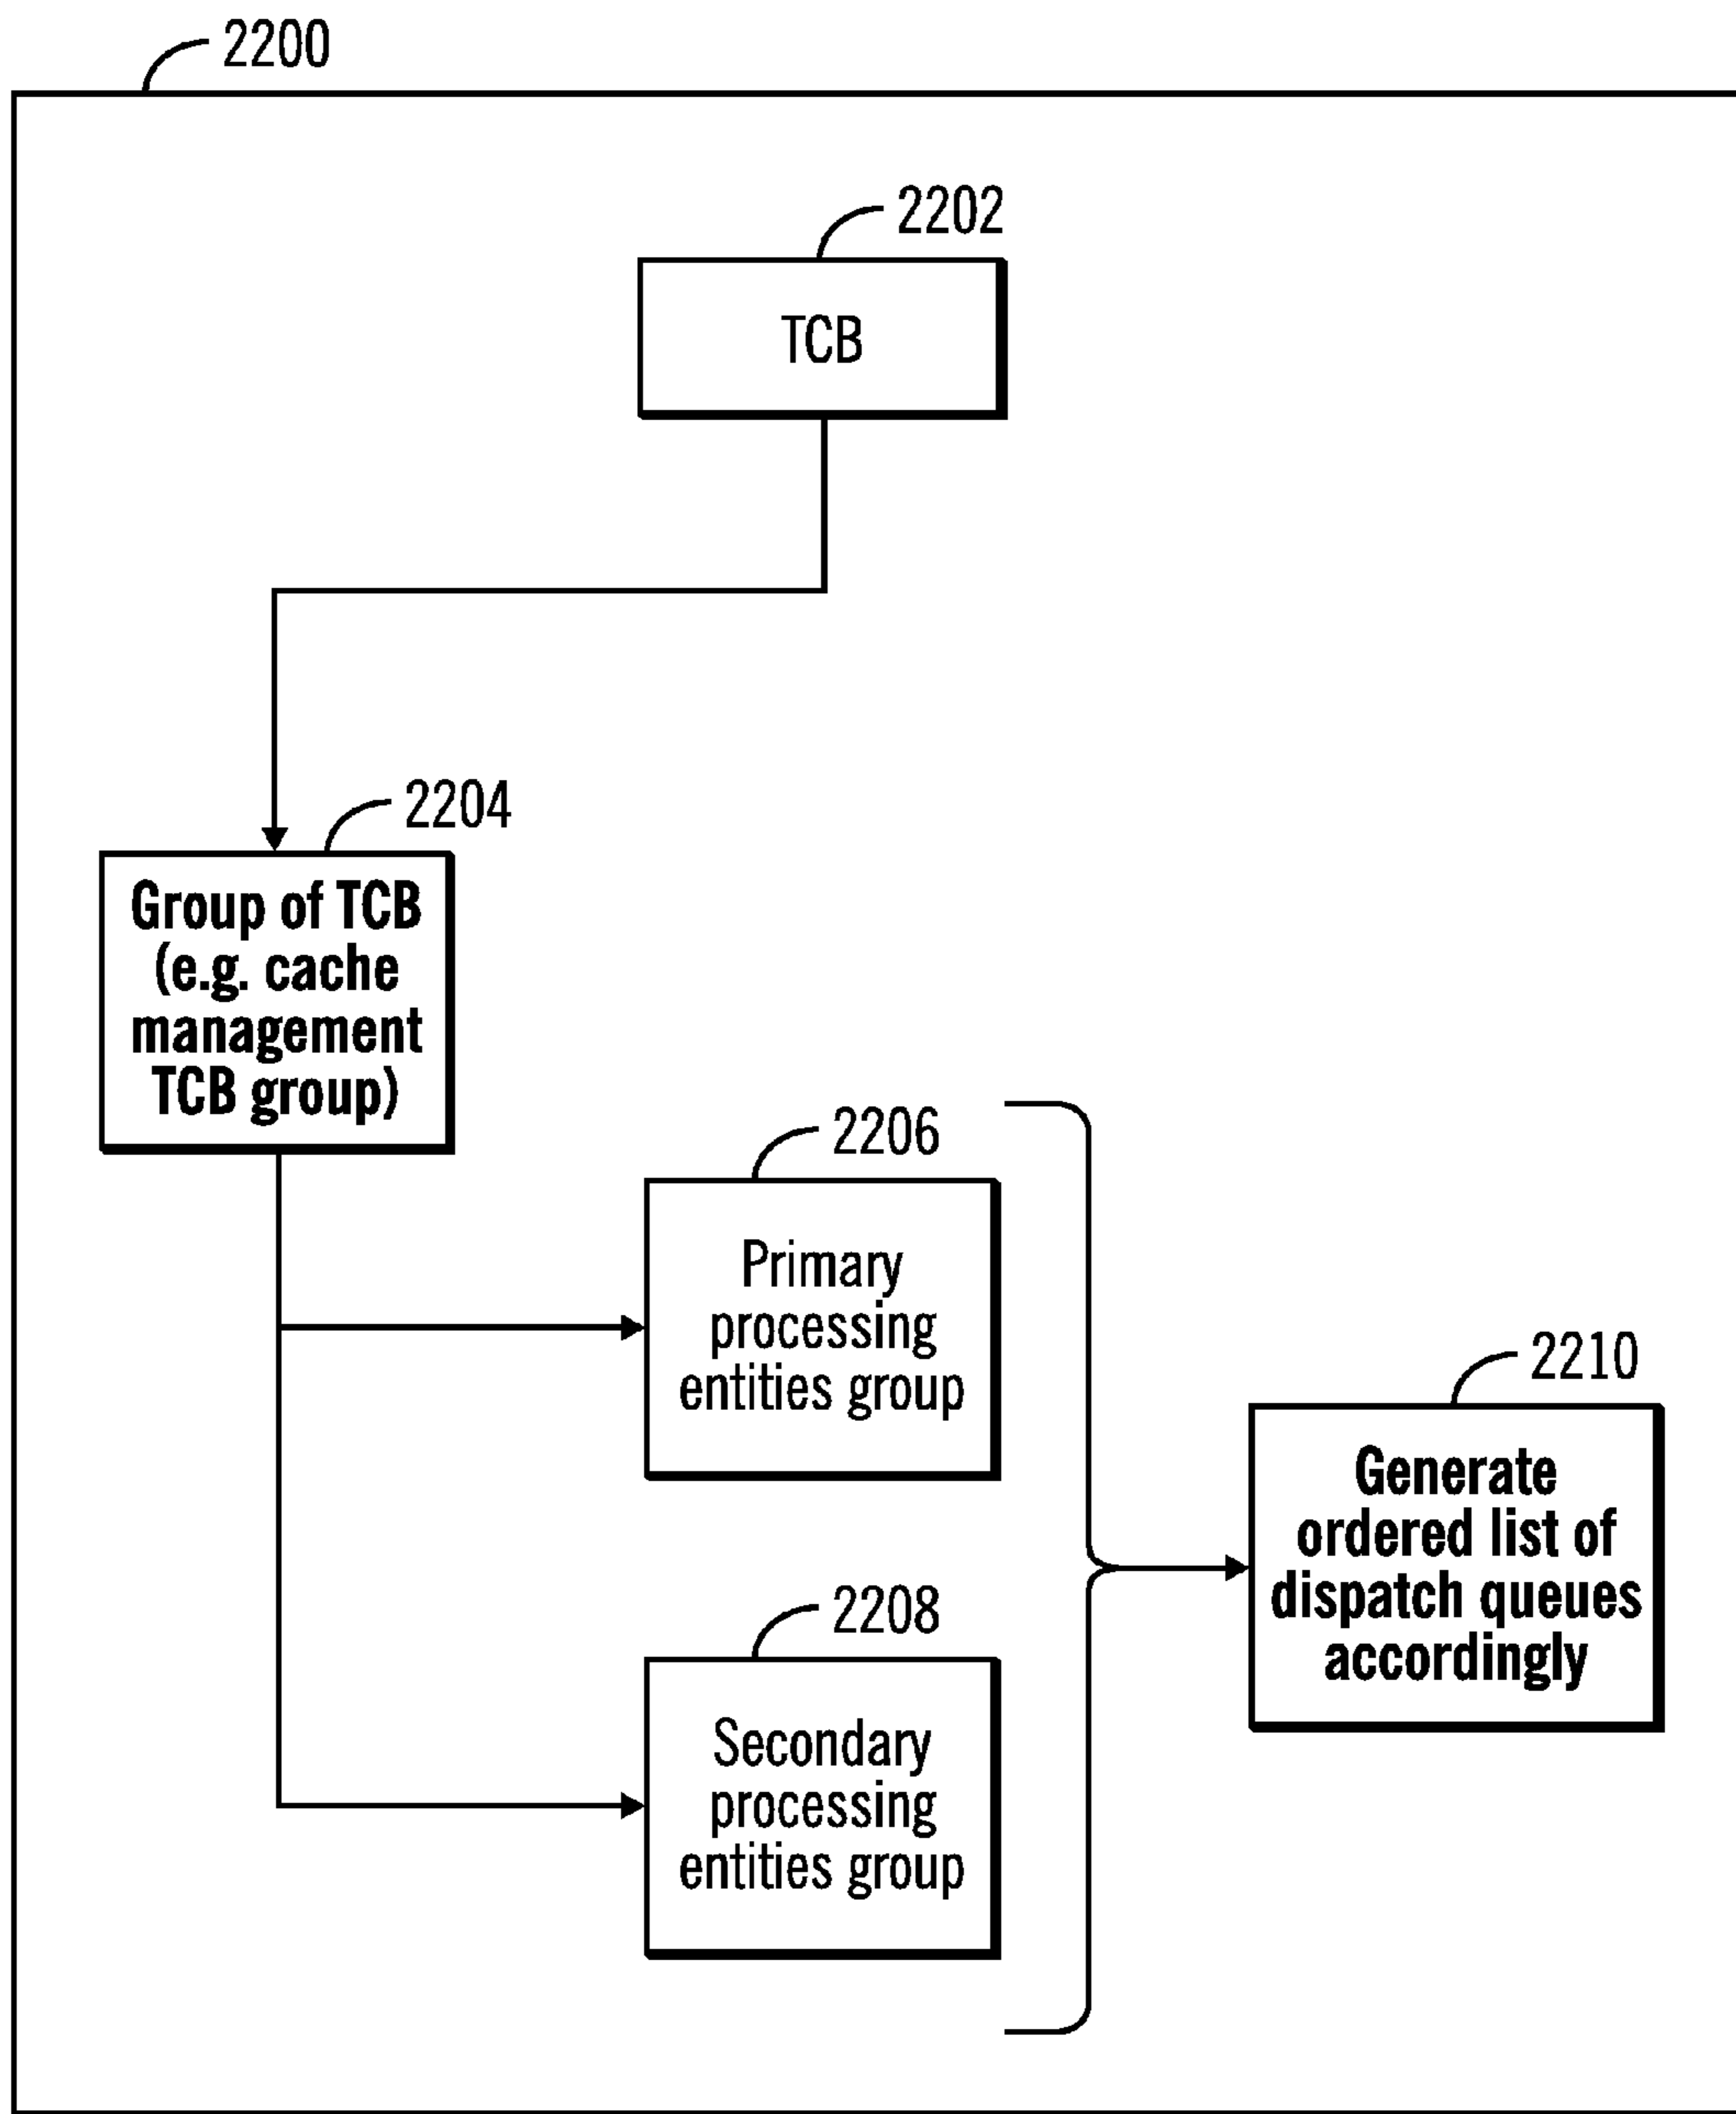 2200
2202
TCB
2204
Group of TCB
(e.g. cache
management
TCB group)
2206
Primary
processing
entities group
2210
Generate
ordered list of
dispatch queues
accordingly
2208
Secondary
processing
entities group